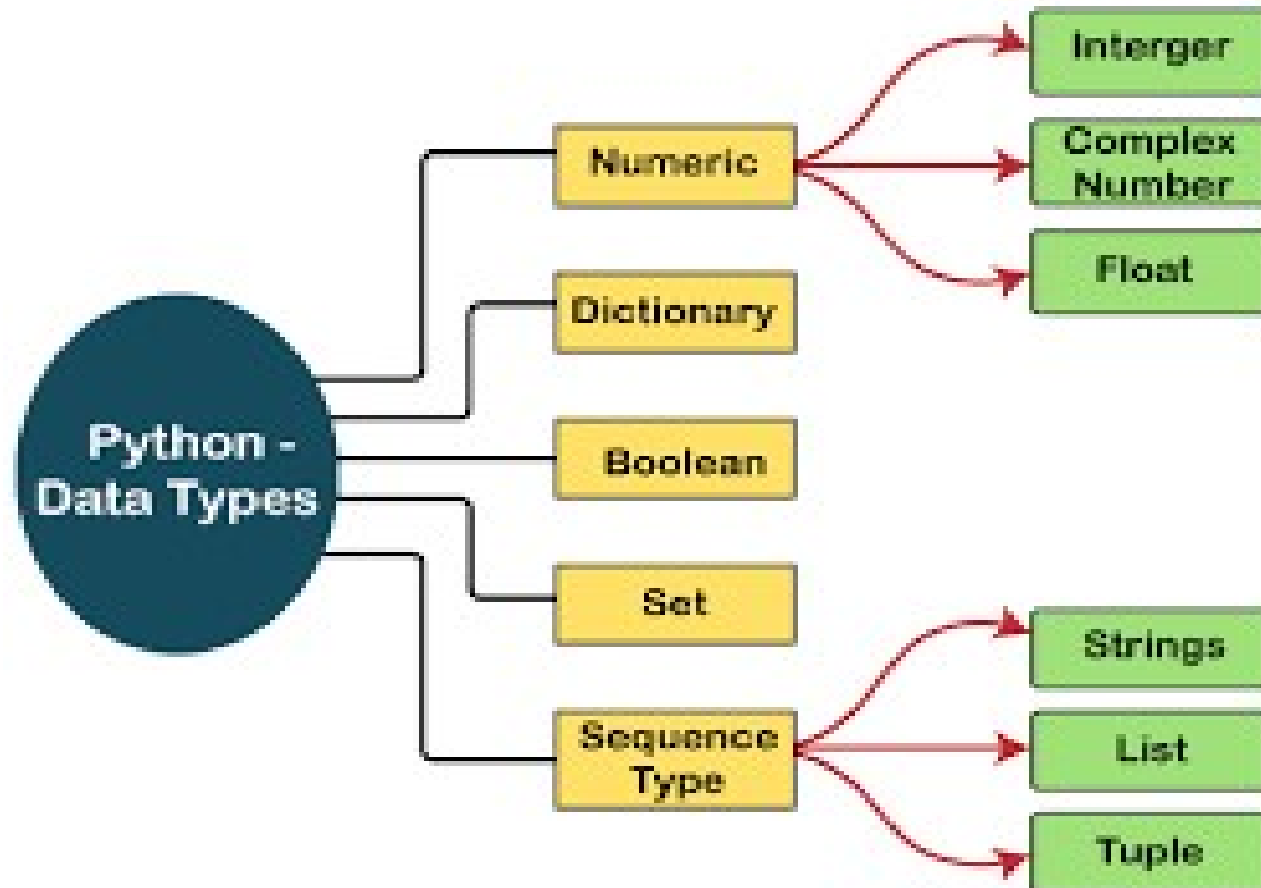 Python -
Data Types
Numeric
Dictionary
Boolean
Set
Sequence
Type
Interger
Complex
Number
Float
Strings
List
Tuple